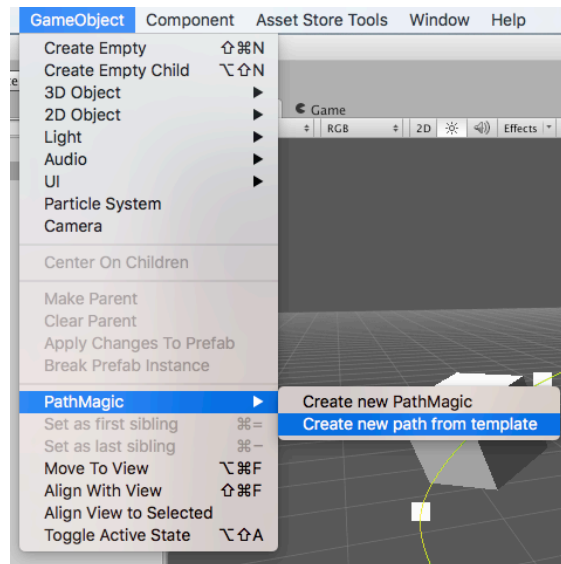 GameObject Component Asset Store Tools Window Help
Create Empty ⇧⌘N
Create Empty Child ⌥⇧N
3D Object
2D Object
Light
Audio
UI
Particle System
Camera
Center On Children
Make Parent
Clear Parent
Apply Changes To Prefab
Break Prefab Instance
PathMagic
Set as first sibling ⌘=
Set as last sibling ⌘-
Move To View ⌥⌘F
Align With View ⇧⌘F
Align View to Selected
Toggle Active State ⌥⇧A
Game
RGB 2D Effects
Create new PathMagic
Create new path from template